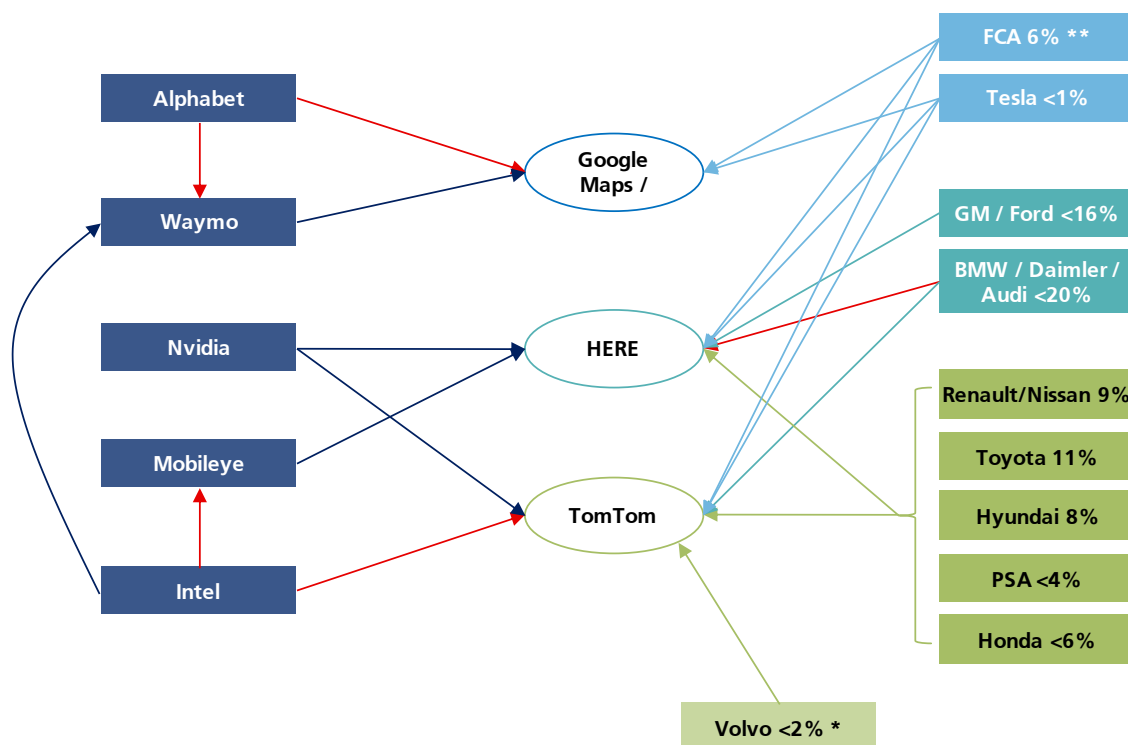 FCA 6% **
Alphabet
Tesla <1%
Google
Maps /
Waymo
GM / Ford <16%
BMW / Daimler /
Audi <20%
Nvidia
HERE
Renault/Nissan 9%
Mobileye
Toyota 11%
TomTom
Hyundai 8%
Intel
PSA <4%
Honda <6%
Volvo <2% *